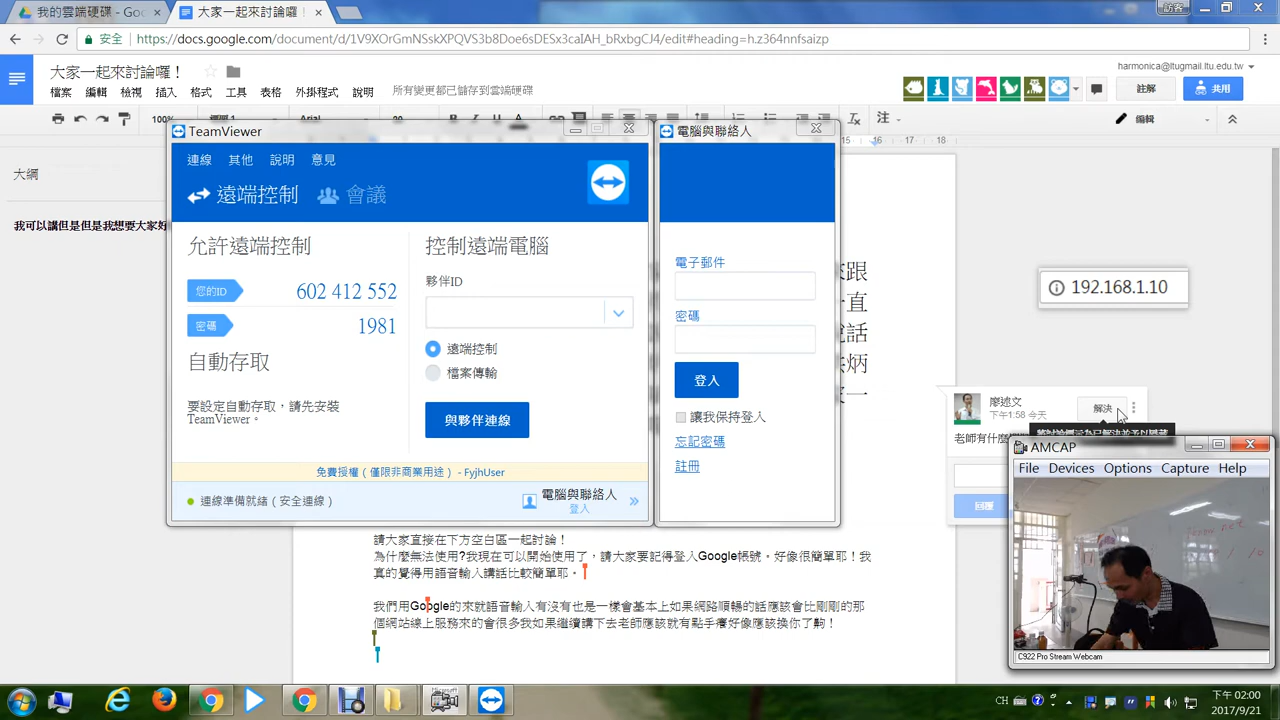 我的雲端硬碟 - Goo
大家一起來討論囉！
訪客
安全
https://docs.google.com/document/d/1V9XOrGmNSskXPQVS3b8Doe6sDESx3caIAH_bRxbgCJ4/edit#heading=h.z364nnfsaizp
大家一起來討論囉！
harmonica@ltugmail.ltu.edu.tw
檔案 編輯 檢視 插入 格式 工具 表格 外掛程式 說明
所有變更都已儲存到雲端硬碟
註解
共用
100%
注
編輯
TeamViewer
電腦與聯絡人
15 16 17 18
連線 其他 說明 意見
遠端控制 會議
大綱
我可以講但是但是我想要大家好
允許遠端控制
您的ID 602 412 552
密碼 1981
自動存取
要設定自動存取，請先安裝
TeamViewer。
控制遠端電腦
夥伴ID
遠端控制
檔案傳輸
與夥伴連線
免費授權（僅限非商業用途）- FyjhUser
連線準備就緒（安全連線）
電腦與聯絡人
登入
電子郵件
密碼
登入
讓我保持登入
忘記密碼
註冊
來跟
一直
說話
炳
家一
192.168.1.10
下午1:58 今天
解決
老師有什麼
回應
AMCAP
File Devices Options Capture Help
C922 Pro Stream Webcam
請大家直接在下方空白區一起討論！
為什麼無法使用?我現在可以開始使用了，請大家要記得登入Google帳號。好像很簡單耶！我
真的覺得用語音輸入講話比較簡單耶。
我們用Google的來就語音輸入有沒有也是一樣會基本上如果網路順暢的話應該會比剛剛的那
個網站線上服務來的會很多我如果繼續講下去老師應該就有點手癢好像應該換你了齁！
CH
下午 02:00
2017/9/21